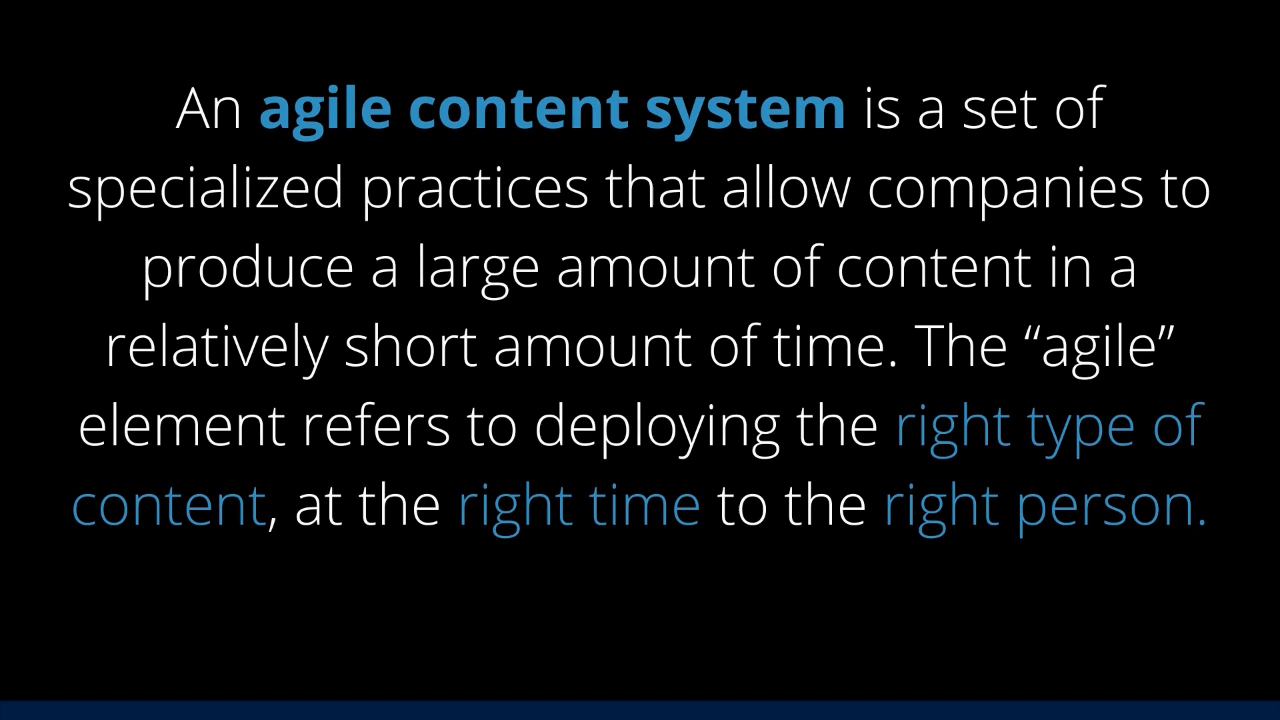 An agile content system is a set of
specialized practices that allow companies to
produce a large amount of content in a
relatively short amount of time. The “agile”
element refers to deploying the right type of
content, at the right time to the right person.